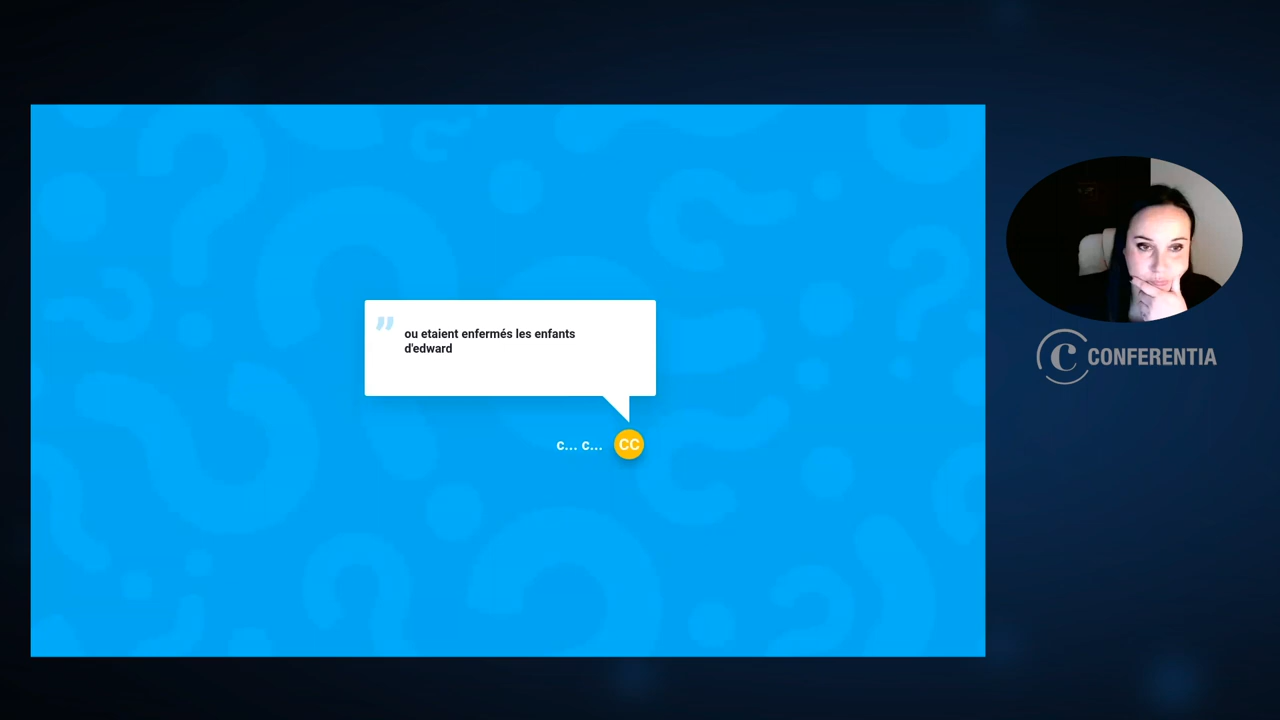 ou etaient enfermés les enfants
d'edward
c... c...
CC
C CONFERENTIA